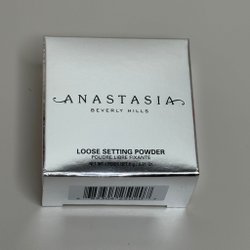 ANASTASIA
BEVERLY HILLS
LOOSE SETTING POWDER
POUDRE LIBRE FIXANTE